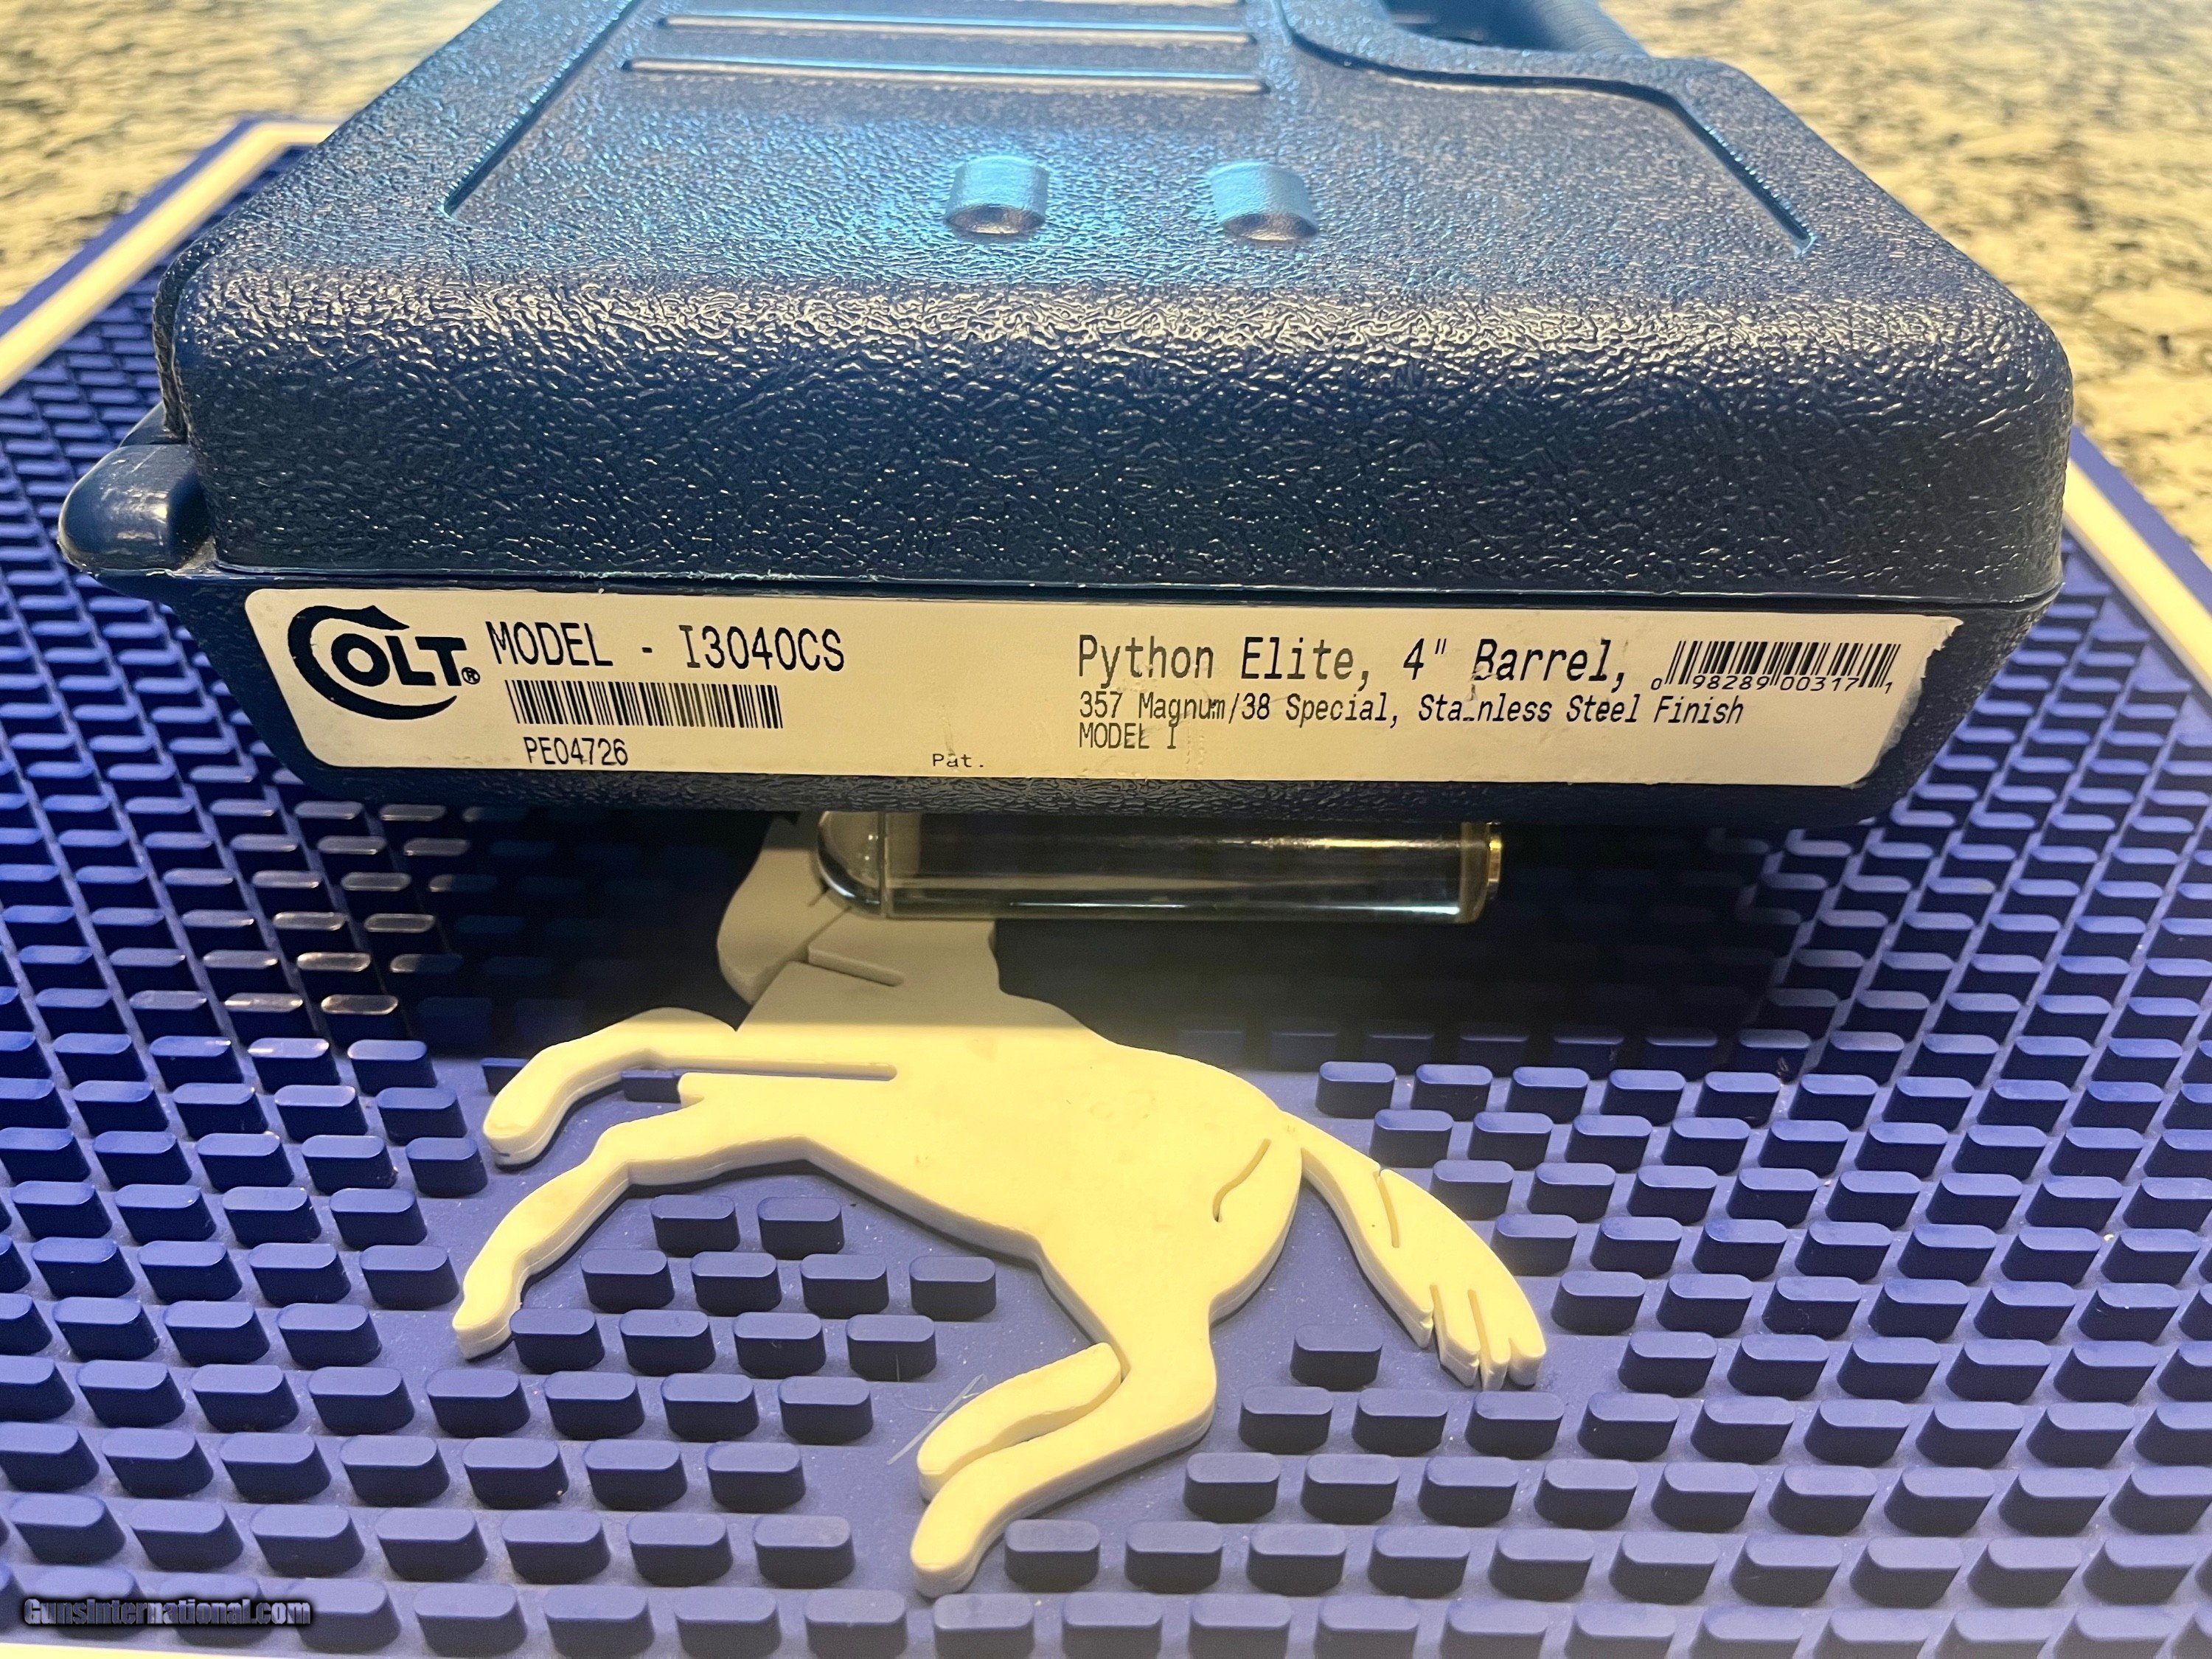 COLT® MODEL - I3040CS
PE04726
Pat.
Python Elite, 4" Barrel,
357 Magnum/38 Special, Stainless Steel Finish
MODEL I
0 98289 00317 1
GunsInternational.com